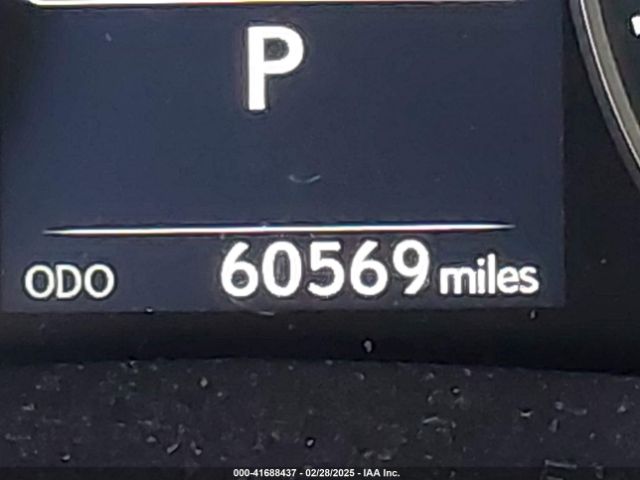 P
ODO 60569 miles
000-41688437 - 02/28/2025 - IAA Inc.